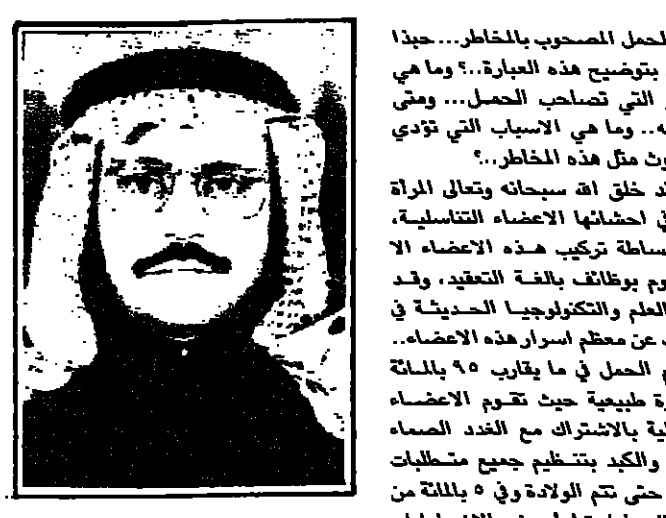 لحمل المصحوب بالمخاطر... حبذا
بتوضيح هذه العبارة..؟ وما هي
التي تصاحب الحمل... ومتى
ه.. وما هي الاسباب التي تؤدي
وث مثل هذه المخاطر..؟
د خلق الله سبحانه وتعالى المرأة
ي احشائها الاعضاء التناسلية،
ساطة تركيب هذه الاعضاء الا
وم بوظائف بالغة التعقيد، وقد
العلم والتكنولوجيا الحديثة في
ف عن معظم اسرار هذه الاعضاء..
م الحمل في ما يقارب ٩٥ بالمائة
رة طبيعية حيث تقوم الاعضاء
لية بالاشتراك مع الغدد الصماء
والكبد بتنظيم جميع متطلبات
حتى تتم الولادة وفي ٥ بالمائة من